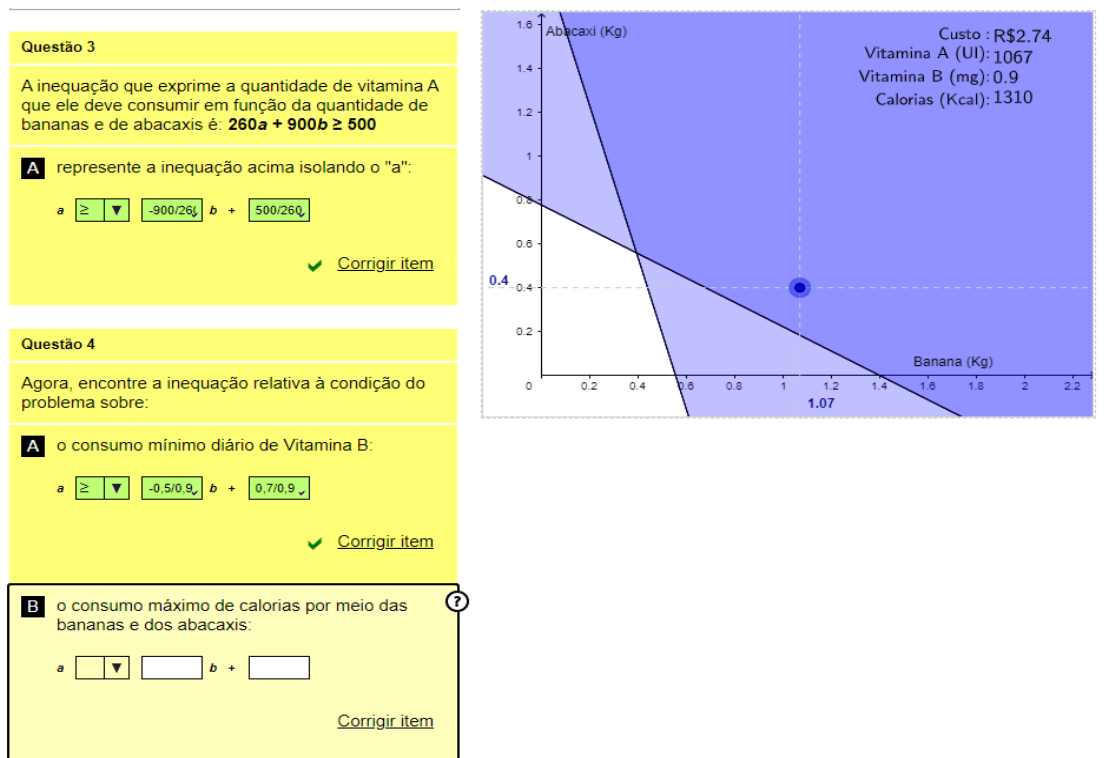 Questão 3
A inequação que exprime a quantidade de vitamina A
que ele deve consumir em função da quantidade de
bananas e de abacaxis é: 260a + 900b ≥ 500
A represente a inequação acima isolando o "a":
a ≥ ▼ -900/26 b + 500/260
Corrigir item
Questão 4
Agora, encontre a inequação relativa à condição do
problema sobre:
A o consumo mínimo diário de Vitamina B:
a ≥ ▼ -0,5/0,9 b + 0,7/0,9
Corrigir item
B o consumo máximo de calorias por meio das
bananas e dos abacaxis:
?
a ▼ b +
Corrigir item
Abacaxi (Kg)
Custo : R$2.74
Vitamina A (UI): 1067
Vitamina B (mg): 0.9
Calorias (Kcal): 1310
1.6
1.4
1.2
1
0.8
0.6
0.4 0.4
0.2
Banana (Kg)
0 0.2 0.4 0.6 0.8 1 1.2 1.4 1.6 1.8 2 2.2
1.07